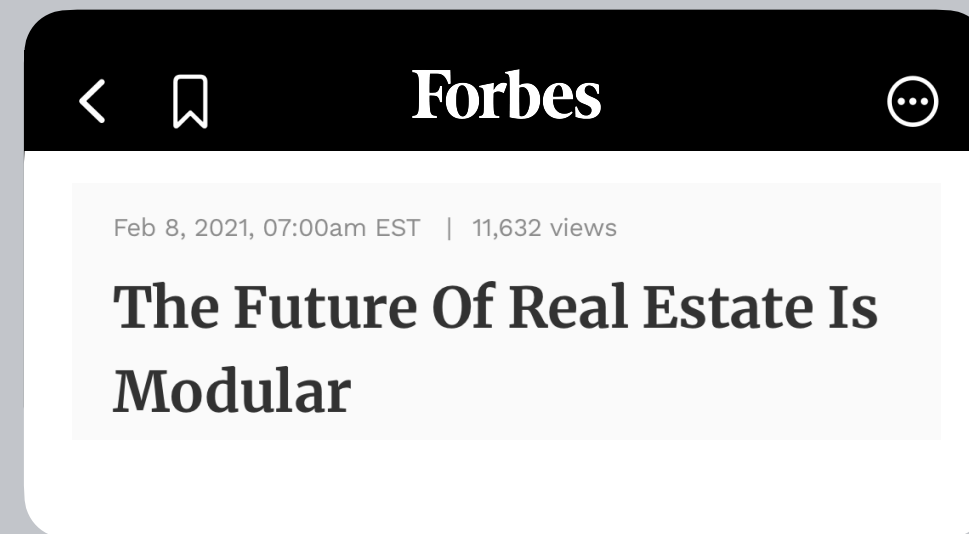 Forbes
Feb 8, 2021, 07:00am EST | 11,632 views
The Future Of Real Estate Is
Modular